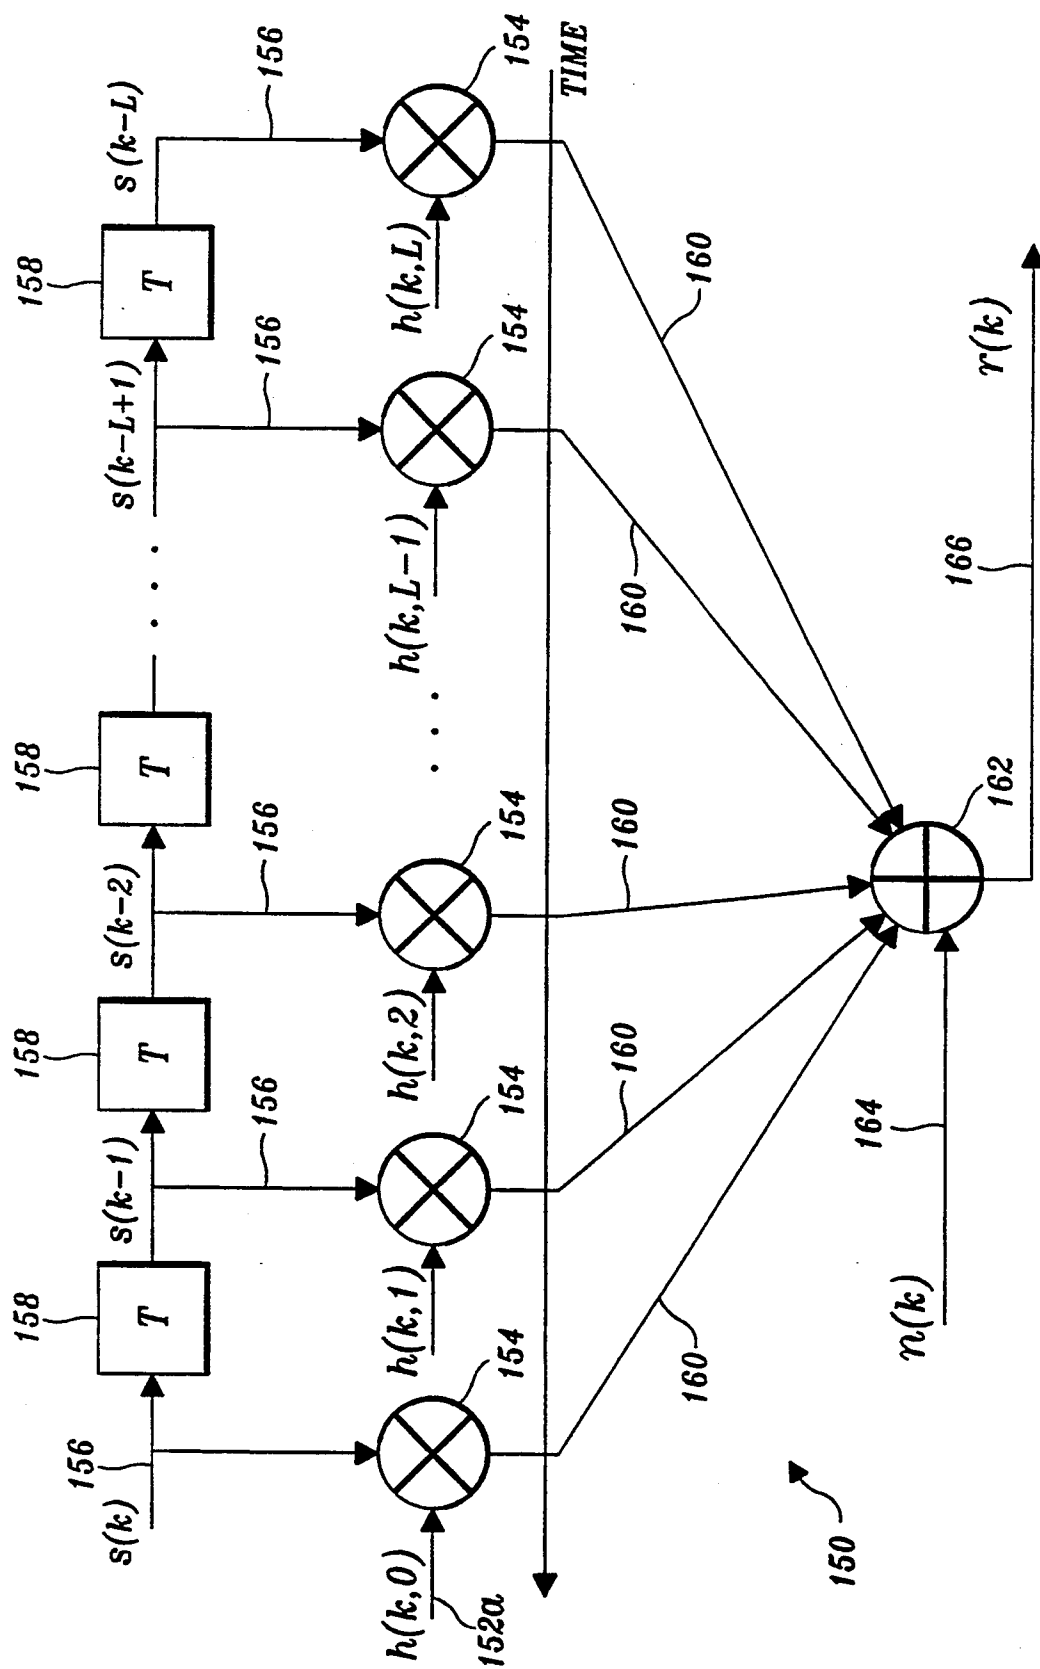 158 158 158 158
s(k) T s(k-1) T s(k-2) T . . . s(k-L+1) T s(k-L)
156 156 156 156 156
154 154 154 154 154
h(k,0) h(k,1) h(k,2) . . . h(k,L-1) h(k,L)
152a
TIME
160 160 160 160 160
162
n(k)
164
166
r(k)
150